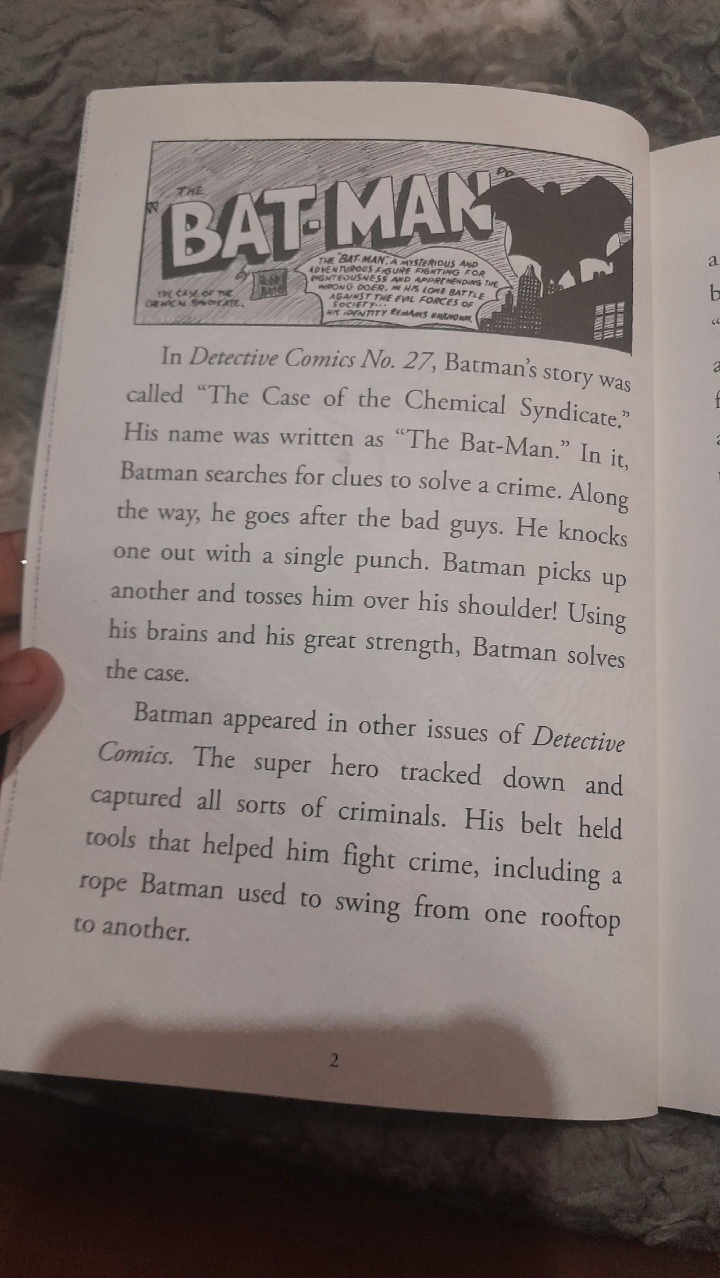 THE
BAT-MAN
by
THE "BAT-MAN," A MYSTERIOUS AND
ADVENTUROUS FIGURE FIGHTING FOR
RIGHTEOUSNESS AND APPREHENDING THE
WRONG DOER, IN HIS LONE BATTLE
AGAINST THE EVIL FORCES OF
SOCIETY...
HIS IDENTITY REMAINS UNKNOWN.
THE CASE OF THE
CHEMICAL SYNDICATE.
In Detective Comics No. 27, Batman's story was
called "The Case of the Chemical Syndicate."
His name was written as "The Bat-Man." In it,
Batman searches for clues to solve a crime. Along
the way, he goes after the bad guys. He knocks
one out with a single punch. Batman picks up
another and tosses him over his shoulder! Using
his brains and his great strength, Batman solves
the case.
Batman appeared in other issues of Detective
Comics. The super hero tracked down and
captured all sorts of criminals. His belt held
tools that helped him fight crime, including a
rope Batman used to swing from one rooftop
to another.
2